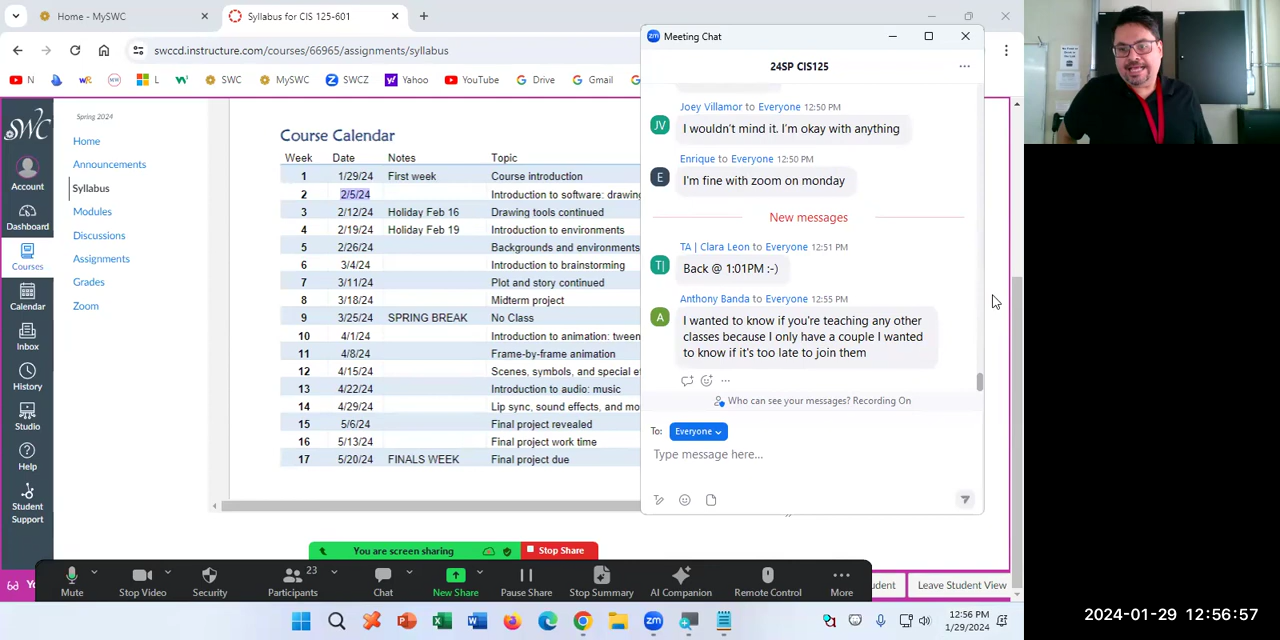 Home - MySWC
Syllabus for CIS 125-601
swccd.instructure.com/courses/66965/assignments/syllabus
N
L
SWC
MySWC
SWCZ
Yahoo
YouTube
Drive
Gmail
SWC
Account
Dashboard
Courses
Calendar
Inbox
History
Studio
Help
Student
Support
Spring 2024
Home
Announcements
Syllabus
Modules
Discussions
Assignments
Grades
Zoom
Course Calendar
Week Date Notes Topic
1 1/29/24 First week Course introduction
2 2/5/24 Introduction to software: drawing
3 2/12/24 Holiday Feb 16 Drawing tools continued
4 2/19/24 Holiday Feb 19 Introduction to environments
5 2/26/24 Backgrounds and environments
6 3/4/24 Introduction to brainstorming
7 3/11/24 Plot and story continued
8 3/18/24 Midterm project
9 3/25/24 SPRING BREAK No Class
10 4/1/24 Introduction to animation: tween
11 4/8/24 Frame-by-frame animation
12 4/15/24 Scenes, symbols, and special ef
13 4/22/24 Introduction to audio: music
14 4/29/24 Lip sync, sound effects, and mo
15 5/6/24 Final project revealed
16 5/13/24 Final project work time
17 5/20/24 FINALS WEEK Final project due
zm Meeting Chat
24SP CIS125
Joey Villamor to Everyone 12:50 PM
JV
I wouldn't mind it. I'm okay with anything
Enrique to Everyone 12:50 PM
E
I'm fine with zoom on monday
New messages
TA | Clara Leon to Everyone 12:51 PM
T|
Back @ 1:01PM :-)
Anthony Banda to Everyone 12:55 PM
A
I wanted to know if you're teaching any other
classes because I only have a couple I wanted
to know if it's too late to join them
Who can see your messages? Recording On
To: Everyone
Type message here...
You are screen sharing
Stop Share
Mute
Stop Video
Security
23
Participants
Chat
New Share
Pause Share
Stop Summary
AI Companion
Remote Control
More
Yo
udent
Leave Student View
12:56 PM
1/29/2024
2024-01-29 12:56:57